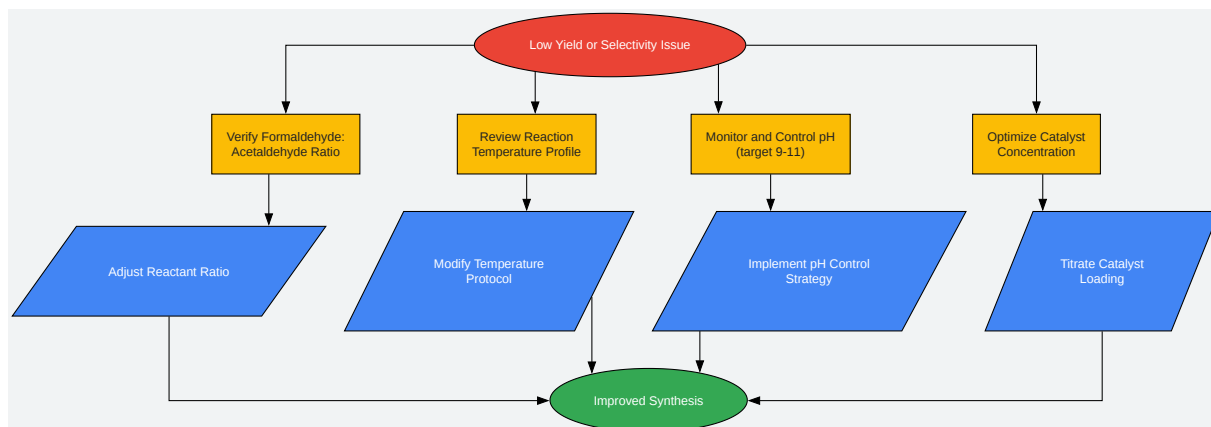 Low Yield or Selectivity Issue
Verify Formaldehyde:
Acetaldehyde Ratio
Review Reaction
Temperature Profile
Monitor and Control pH
(target 9-11)
Optimize Catalyst
Concentration
Adjust Reactant Ratio
Modify Temperature
Protocol
Implement pH Control
Strategy
Titrate Catalyst
Loading
Improved Synthesis